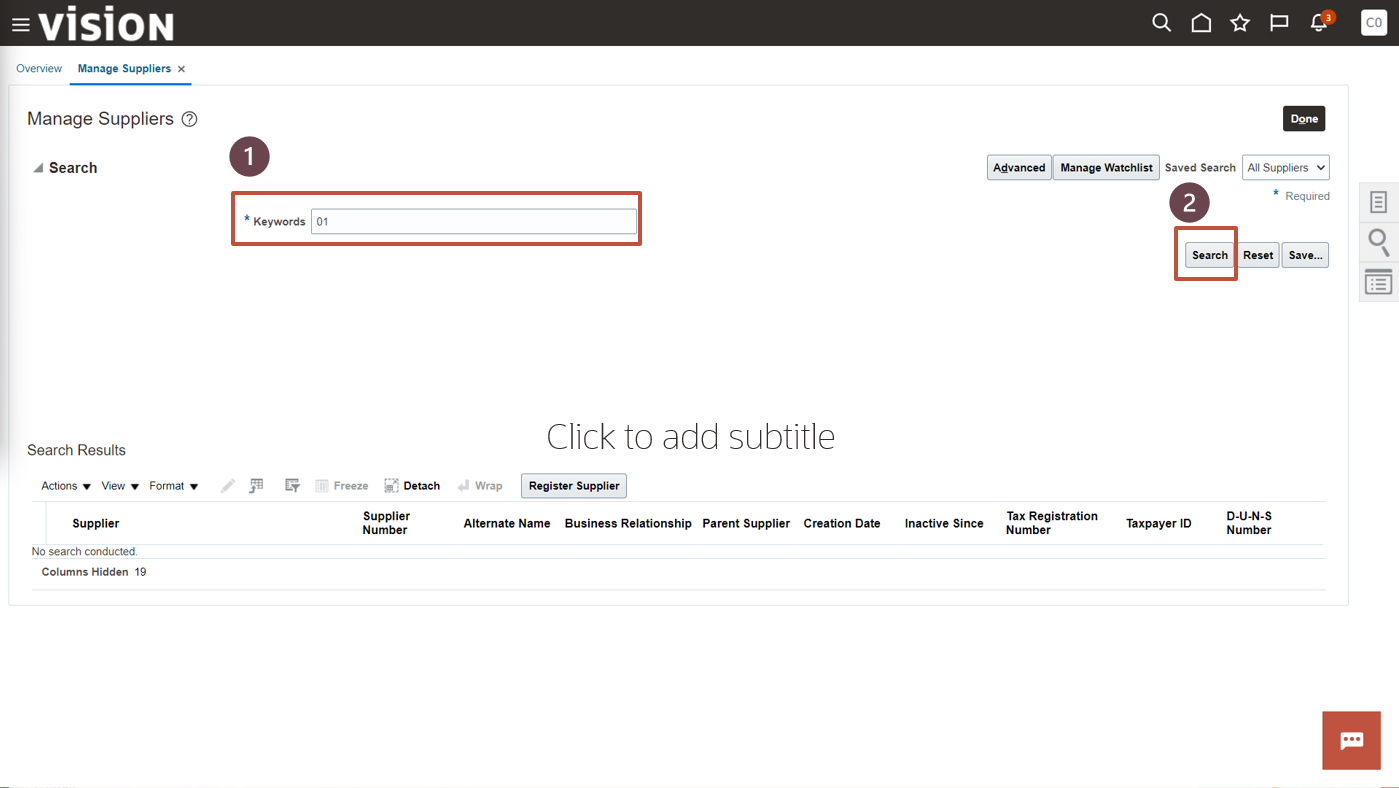 vision
3
CO
Overview
Manage Suppliers ×
Manage Suppliers ?
Done
1
Search
Advanced
Manage Watchlist
Saved Search
All Suppliers
* Required
2
* Keywords 01
Search
Reset
Save...
Click to add subtitle
Search Results
Actions
View
Format
Freeze
Detach
Wrap
Register Supplier
Supplier
Supplier
Number
Alternate Name
Business Relationship
Parent Supplier
Creation Date
Inactive Since
Tax Registration
Number
Taxpayer ID
D-U-N-S
Number
No search conducted.
Columns Hidden 19